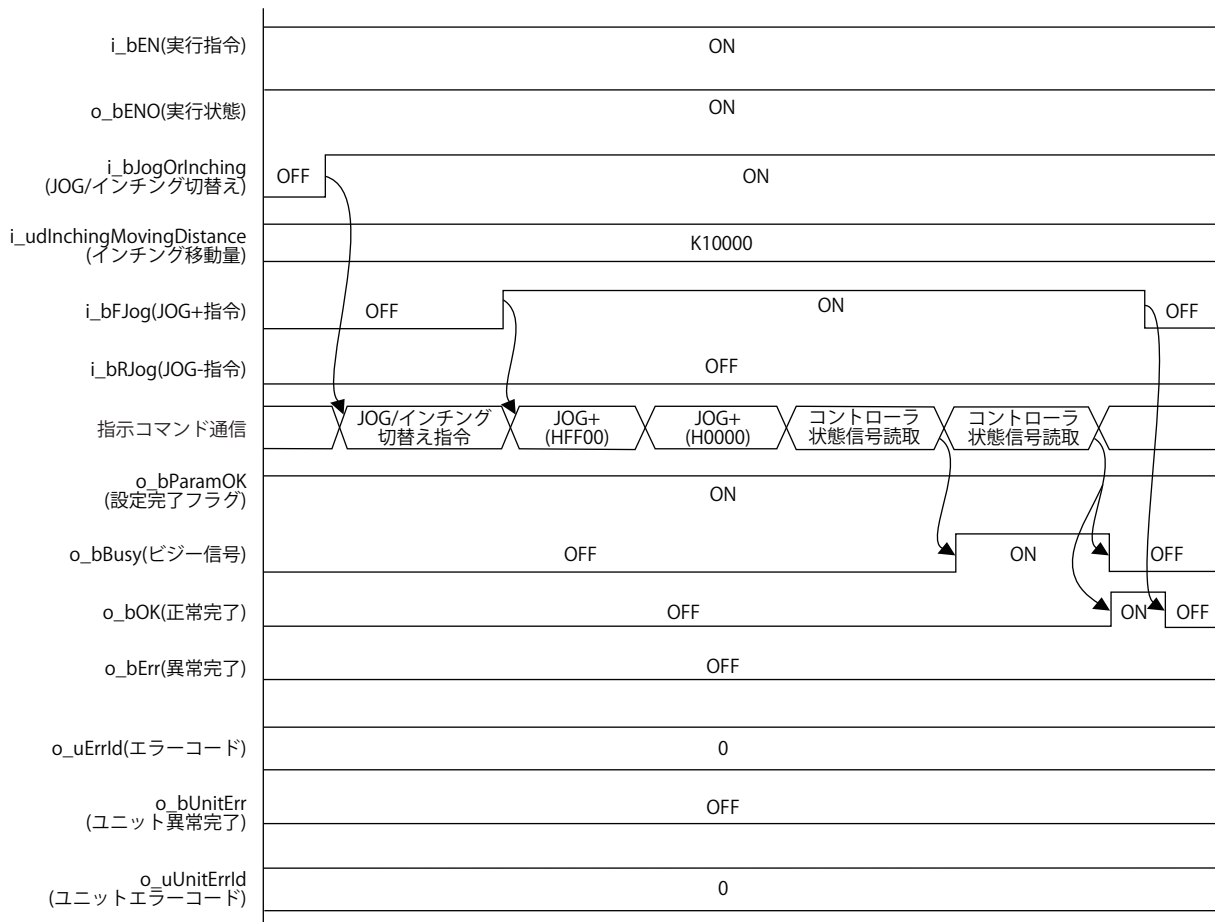 i_bEN(実行指令)
ON
o_bENO(実行状態)
ON
i_bJogOrInching
(JOG/インチング切替え)
OFF
ON
i_udInchingMovingDistance
(インチング移動量)
K10000
i_bFJog(JOG+指令)
OFF
ON
OFF
i_bRJog(JOG-指令)
OFF
指示コマンド通信
JOG/インチング
切替え指令
JOG+
(HFF00)
JOG+
(H0000)
コントローラ
状態信号読取
コントローラ
状態信号読取
o_bParamOK
(設定完了フラグ)
ON
o_bBusy(ビジー信号)
OFF
ON
OFF
o_bOK(正常完了)
OFF
ON
OFF
o_bErr(異常完了)
OFF
o_uErrId(エラーコード)
0
o_bUnitErr
(ユニット異常完了)
OFF
o_uUnitErrId
(ユニットエラーコード)
0